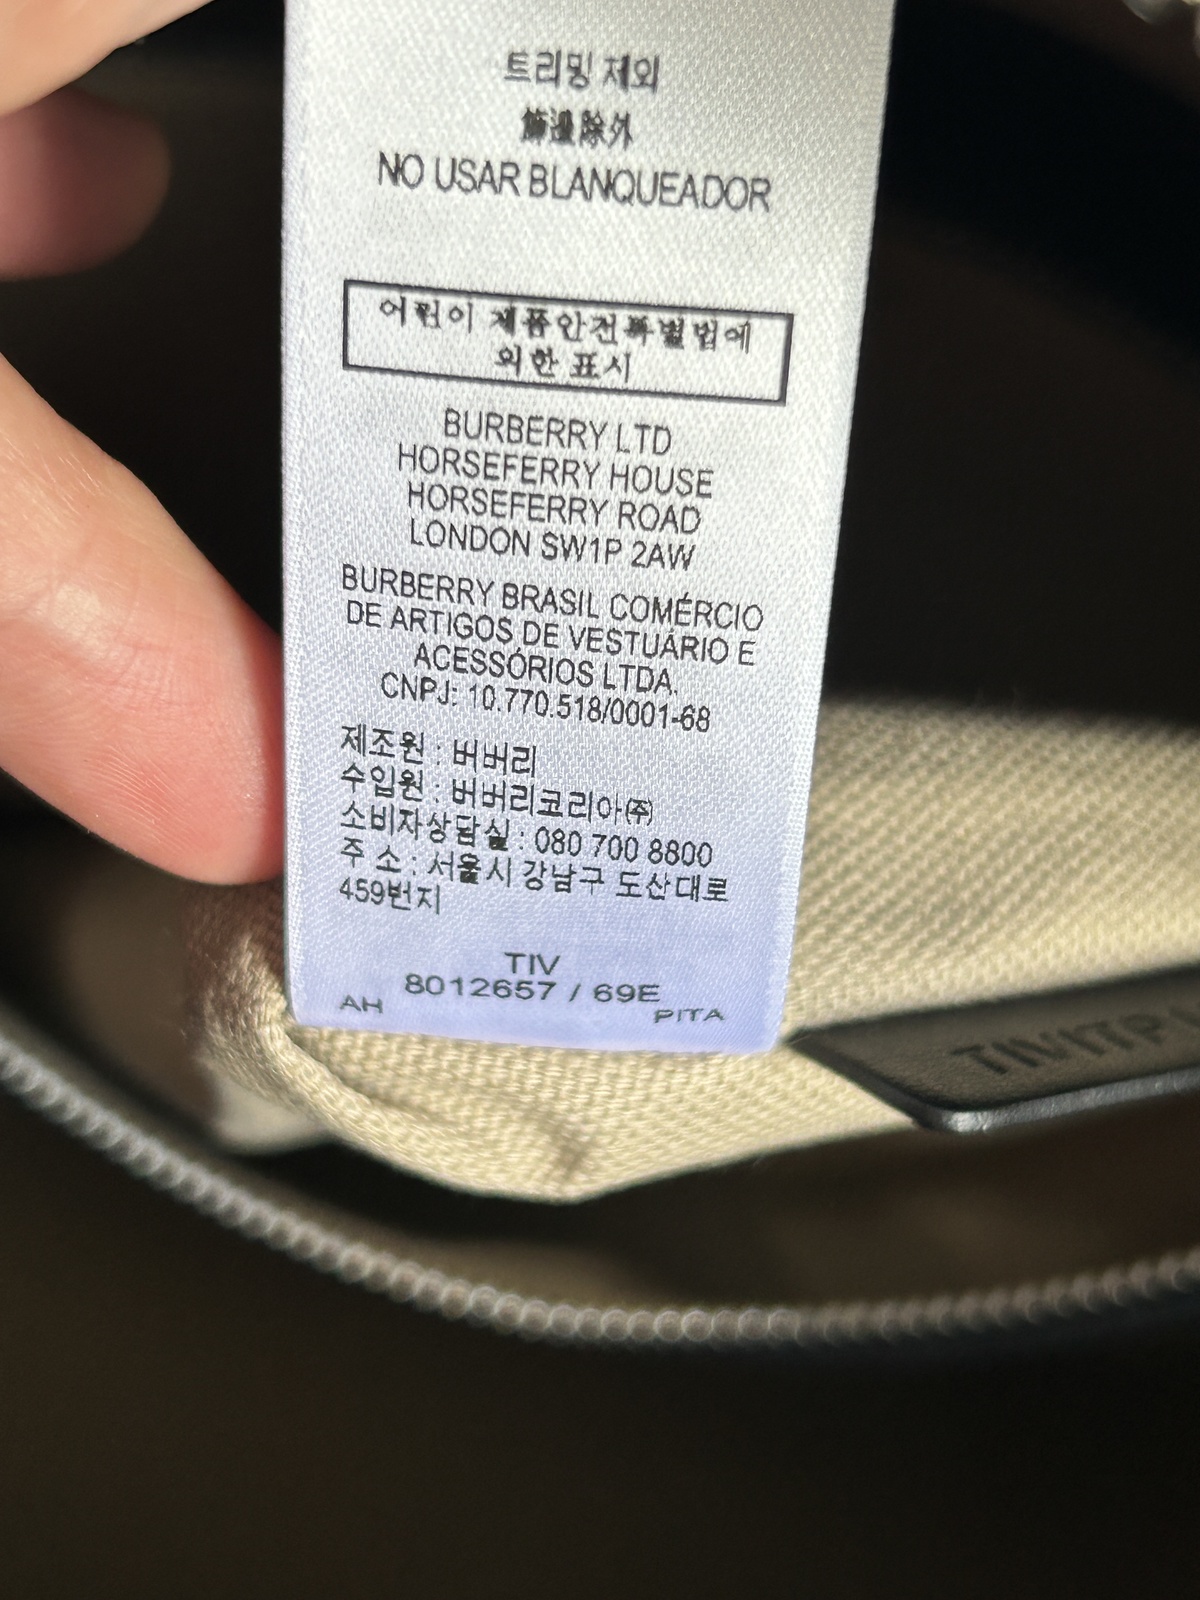 트리밍 제외
飾邊除外
NO USAR BLANQUEADOR
어린이 제품안전특별법에
의한 표시
BURBERRY LTD
HORSEFERRY HOUSE
HORSEFERRY ROAD
LONDON SW1P 2AW
BURBERRY BRASIL COMÉRCIO
DE ARTIGOS DE VESTUÁRIO E
ACESSÓRIOS LTDA.
CNPJ: 10.770.518/0001-68
제조원 : 버버리
수입원 : 버버리코리아㈜
소비자상담실 : 080 700 8800
주 소 : 서울시 강남구 도산대로
459번지
TIV
8012657 / 69E
AH PITA